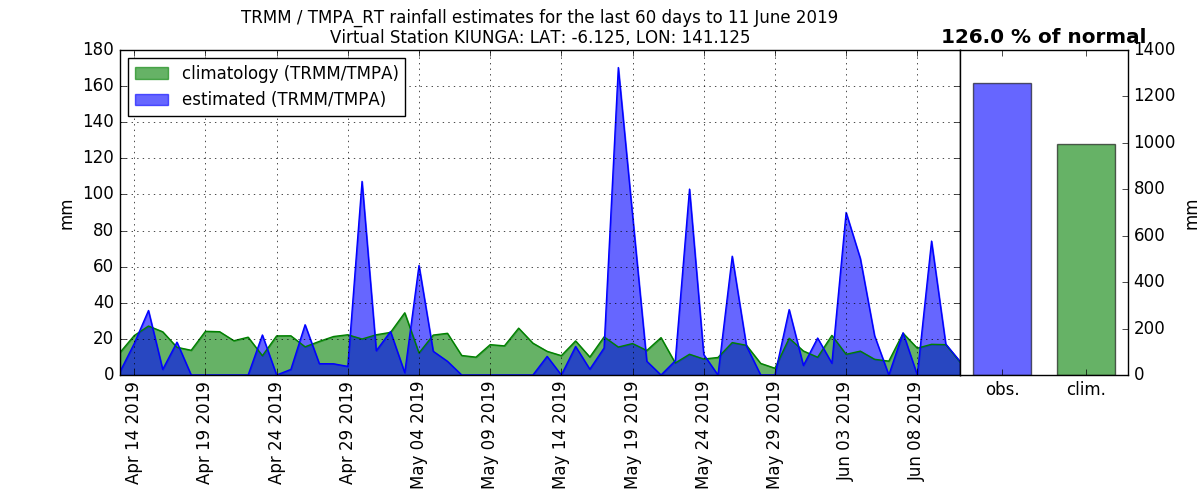 TRMM / TMPA_RT rainfall estimates for the last 60 days to 11 June 2019
Virtual Station KIUNGA: LAT: -6.125, LON: 141.125
126.0 % of normal
climatology (TRMM/TMPA)
estimated (TRMM/TMPA)
180
160
140
120
100
80
60
40
20
0
mm
Apr 14 2019
Apr 19 2019
Apr 24 2019
Apr 29 2019
May 04 2019
May 09 2019
May 14 2019
May 19 2019
May 24 2019
May 29 2019
Jun 03 2019
Jun 08 2019
1400
1200
1000
800
600
400
200
0
mm
obs.
clim.